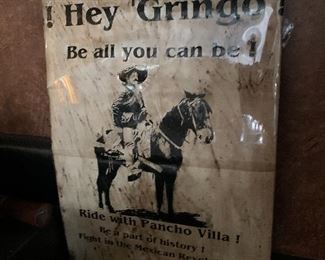 ! Hey Gringo !
Be all you can be !
Ride with Pancho Villa !
Be a part of history !
Fight in the Mexican